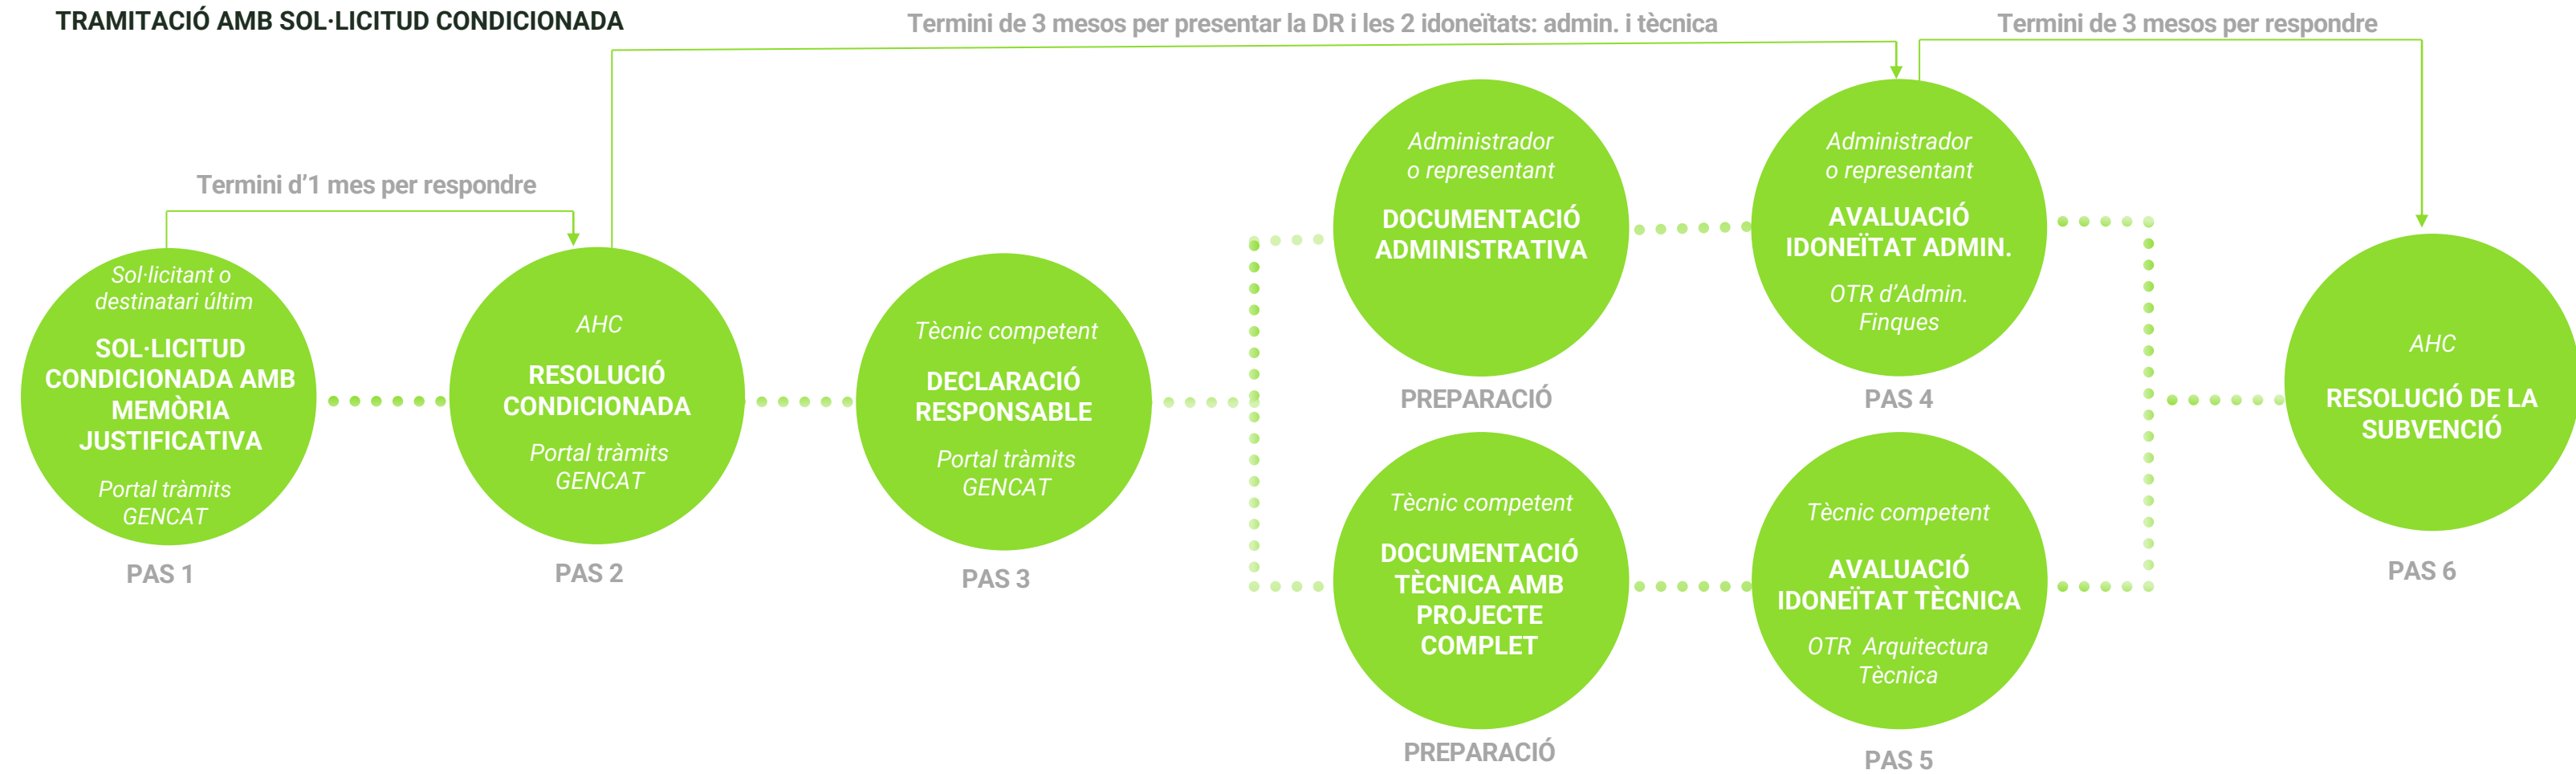 TRAMITACIÓ AMB SOL·LICITUD CONDICIONADA
Termini de 3 mesos per presentar la DR i les 2 idoneïtats: admin. i tècnica
Termini de 3 mesos per respondre
Termini d'1 mes per respondre
Sol·licitant o
destinatari últim
SOL·LICITUD
CONDICIONADA AMB
MEMÒRIA
JUSTIFICATIVA
Portal tràmits
GENCAT
PAS 1
AHC
RESOLUCIÓ
CONDICIONADA
Portal tràmits
GENCAT
PAS 2
Tècnic competent
DECLARACIÓ
RESPONSABLE
Portal tràmits
GENCAT
PAS 3
Administrador
o representant
DOCUMENTACIÓ
ADMINISTRATIVA
PREPARACIÓ
Administrador
o representant
AVALUACIÓ
IDONEÏTAT ADMIN.
OTR d'Admin.
Finques
PAS 4
Tècnic competent
DOCUMENTACIÓ
TÈCNICA AMB
PROJECTE
COMPLET
PREPARACIÓ
Tècnic competent
AVALUACIÓ
IDONEÏTAT TÈCNICA
OTR Arquitectura
Tècnica
PAS 5
AHC
RESOLUCIÓ DE LA
SUBVENCIÓ
PAS 6